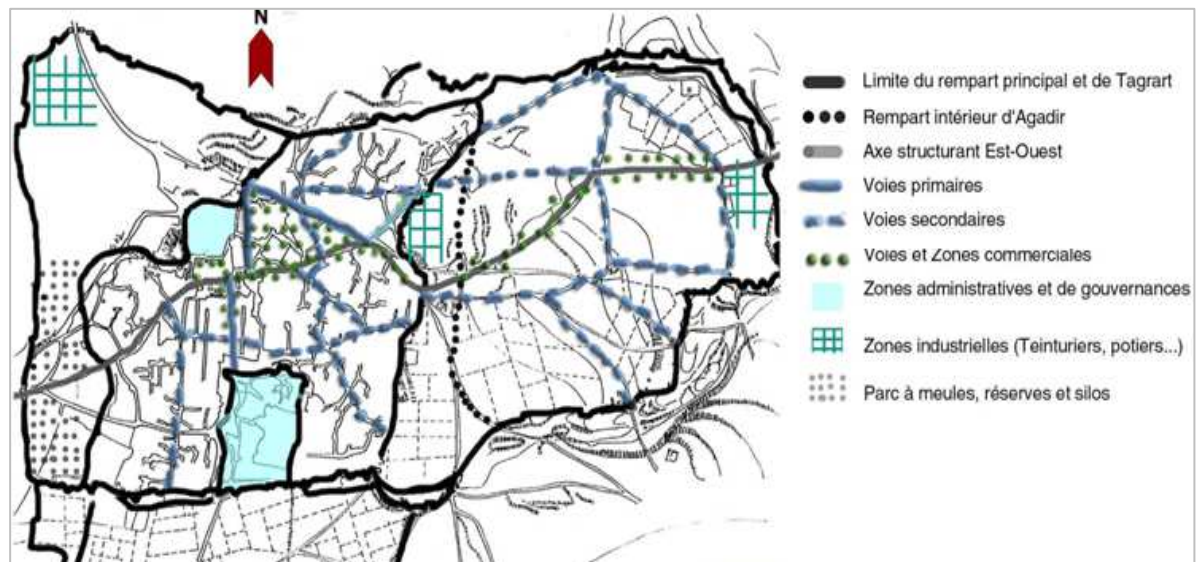 N
Limite du rempart principal et de Tagrart
Rempart intérieur d'Agadir
Axe structurant Est-Ouest
Voies primaires
Voies secondaires
Voies et Zones commerciales
Zones administratives et de gouvernances
Zones industrielles (Teinturiers, potiers...)
Parc à meules, réserves et silos